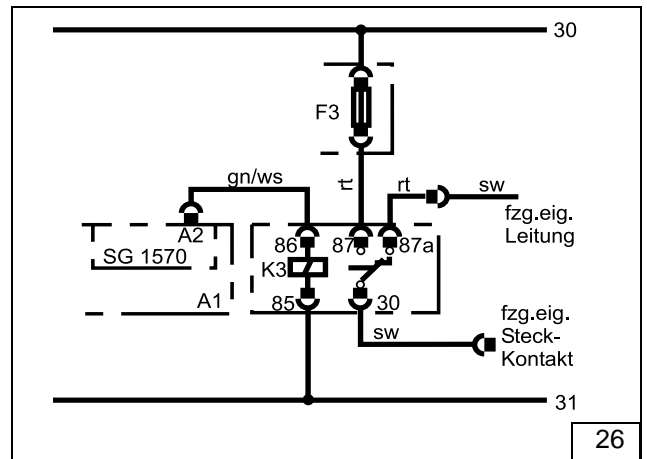 30
F3
gn/ws
rt
rt
sw
fzg.eig.
Leitung
A2
SG 1570
86
87
87a
K3
A1
85
30
sw
fzg.eig.
Steck-
Kontakt
31
26